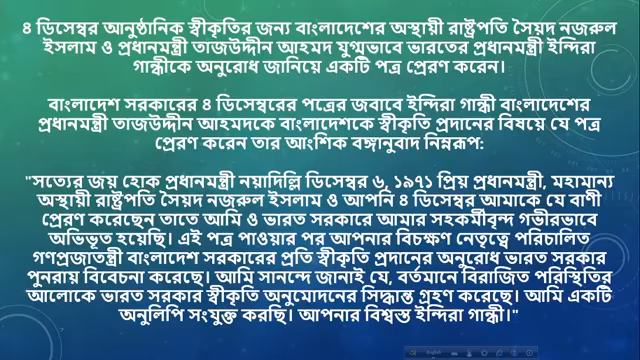 ৪ ডিসেম্বর আনুষ্ঠানিক স্বীকৃতির জন্য বাংলাদেশের অস্থায়ী রাষ্ট্রপতি সৈয়দ নজরুল
ইসলাম ও প্রধানমন্ত্রী তাজউদ্দীন আহমদ যুগ্মভাবে ভারতের প্রধানমন্ত্রী ইন্দিরা
গান্ধীকে অনুরোধ জানিয়ে একটি পত্র প্রেরণ করেন।
বাংলাদেশ সরকারের ৪ ডিসেম্বরের পত্রের জবাবে ইন্দিরা গান্ধী বাংলাদেশের
প্রধানমন্ত্রী তাজউদ্দীন আহমদকে বাংলাদেশকে স্বীকৃতি প্রদানের বিষয়ে যে পত্র
প্রেরণ করেন তার আংশিক বঙ্গানুবাদ নিম্নরূপ:
"সত্যের জয় হোক প্রধানমন্ত্রী নয়াদিল্লি ডিসেম্বর ৬, ১৯৭১ প্রিয় প্রধানমন্ত্রী, মহামান্য
অস্থায়ী রাষ্ট্রপতি সৈয়দ নজরুল ইসলাম ও আপনি ৪ ডিসেম্বর আমাকে যে বাণী
প্রেরণ করেছেন তাতে আমি ও ভারত সরকারে আমার সহকর্মীবৃন্দ গভীরভাবে
অভিভূত হয়েছি। এই পত্র পাওয়ার পর আপনার বিচক্ষণ নেতৃত্বে পরিচালিত
গণপ্রজাতন্ত্রী বাংলাদেশ সরকারের প্রতি স্বীকৃতি প্রদানের অনুরোধ ভারত সরকার
পুনরায় বিবেচনা করেছে। আমি সানন্দে জানাই যে, বর্তমানে বিরাজিত পরিস্থিতির
আলোকে ভারত সরকার স্বীকৃতি অনুমোদনের সিদ্ধান্ত গ্রহণ করেছে। আমি একটি
অনুলিপি সংযুক্ত করছি। আপনার বিশ্বস্ত ইন্দিরা গান্ধী।"